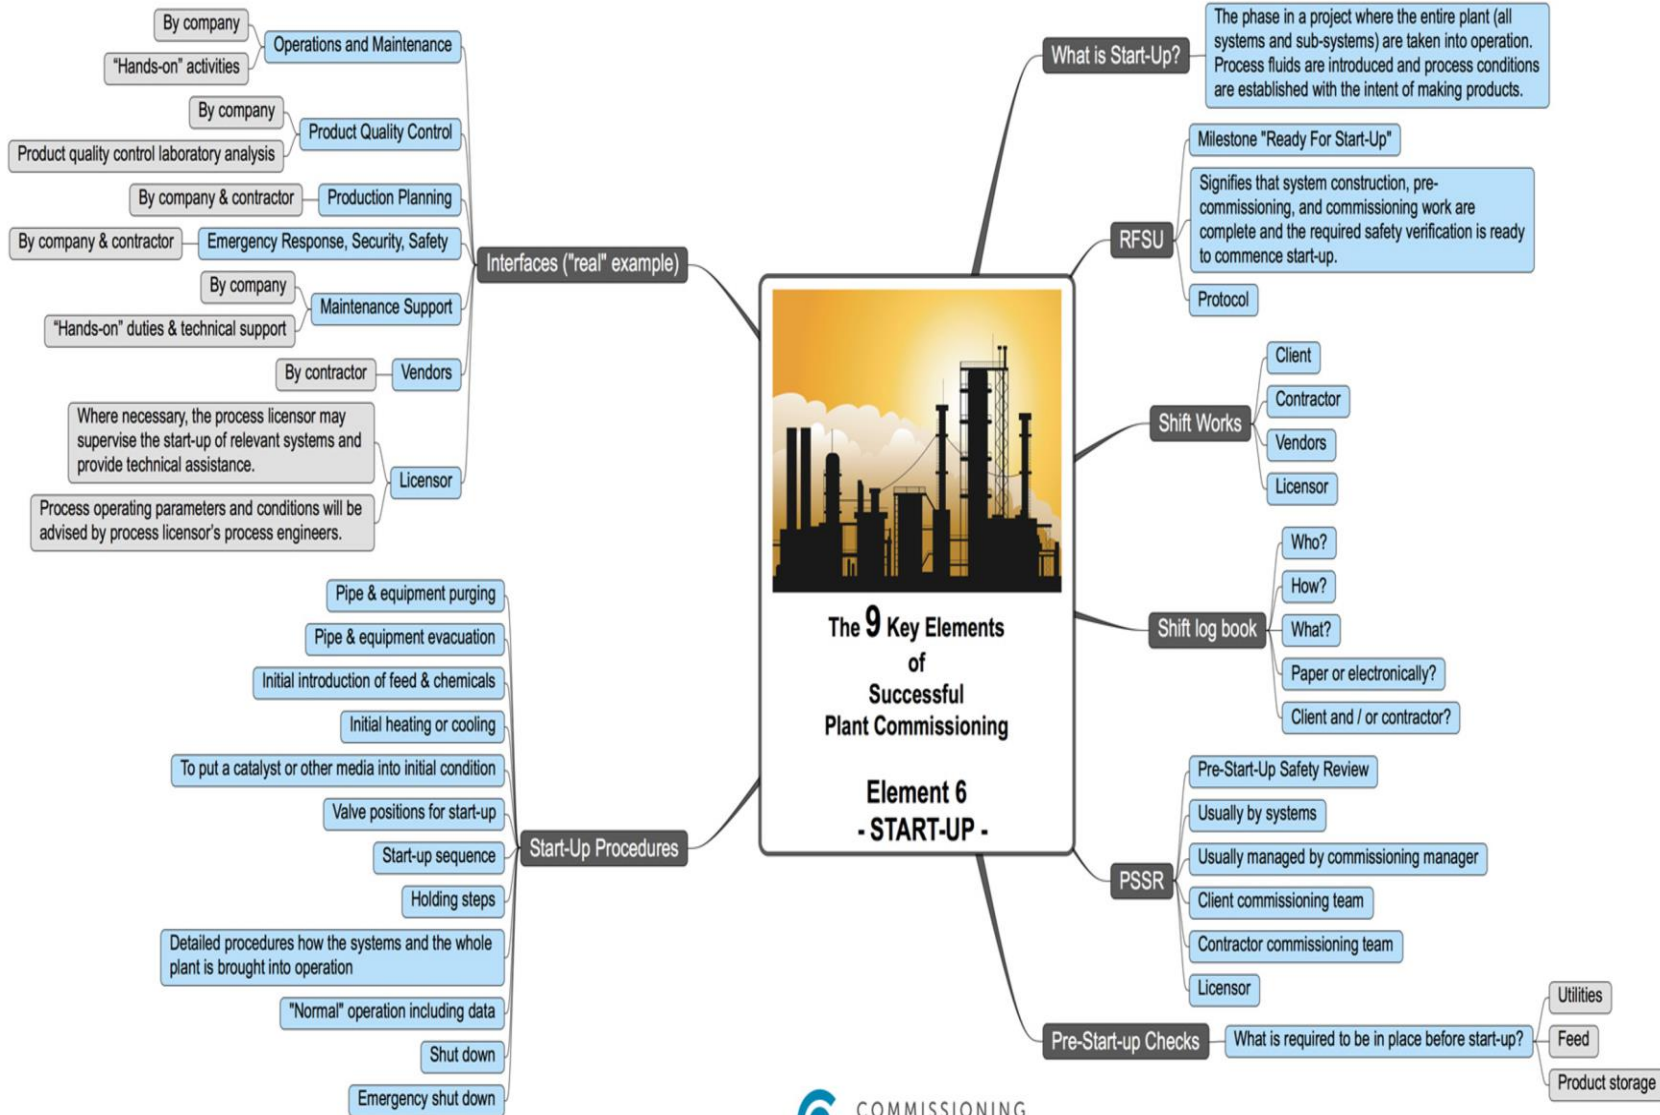 What is Start-Up?
The phase in a project where the entire plant (all
systems and sub-systems) are taken into operation.
Process fluids are introduced and process conditions
are established with the intent of making products.
RFSU
Milestone "Ready For Start-Up"
Signifies that system construction, pre-
commissioning, and commissioning work are
complete and the required safety verification is ready
to commence start-up.
Protocol
Shift Works
Client
Contractor
Vendors
Licensor
Shift log book
Who?
How?
What?
Paper or electronically?
Client and / or contractor?
PSSR
Pre-Start-Up Safety Review
Usually by systems
Usually managed by commissioning manager
Client commissioning team
Contractor commissioning team
Licensor
Pre-Start-up Checks
What is required to be in place before start-up?
Utilities
Feed
Product storage
The 9 Key Elements
of
Successful
Plant Commissioning
Element 6
- START-UP -
Interfaces ("real" example)
Operations and Maintenance
By company
“Hands-on” activities
Product Quality Control
By company
Product quality control laboratory analysis
Production Planning
By company & contractor
Emergency Response, Security, Safety
By company & contractor
Maintenance Support
By company
“Hands-on” duties & technical support
Vendors
By contractor
Licensor
Where necessary, the process licensor may
supervise the start-up of relevant systems and
provide technical assistance.
Process operating parameters and conditions will be
advised by process licensor’s process engineers.
Start-Up Procedures
Pipe & equipment purging
Pipe & equipment evacuation
Initial introduction of feed & chemicals
Initial heating or cooling
To put a catalyst or other media into initial condition
Valve positions for start-up
Start-up sequence
Holding steps
Detailed procedures how the systems and the whole
plant is brought into operation
"Normal" operation including data
Shut down
Emergency shut down
COMMISSIONING